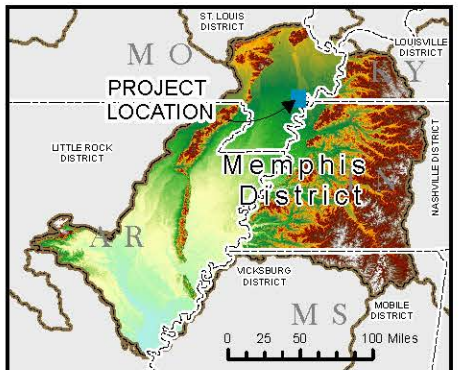 ST. LOUIS
DISTRICT
LOUISVILLE
DISTRICT
MO
KY
PROJECT
LOCATION
LITTLE ROCK
DISTRICT
Memphis
District
NASHVILLE DISTRICT
N
AR
VICKSBURG
DISTRICT
MOBILE
DISTRICT
MS
0 25 50 100 Miles